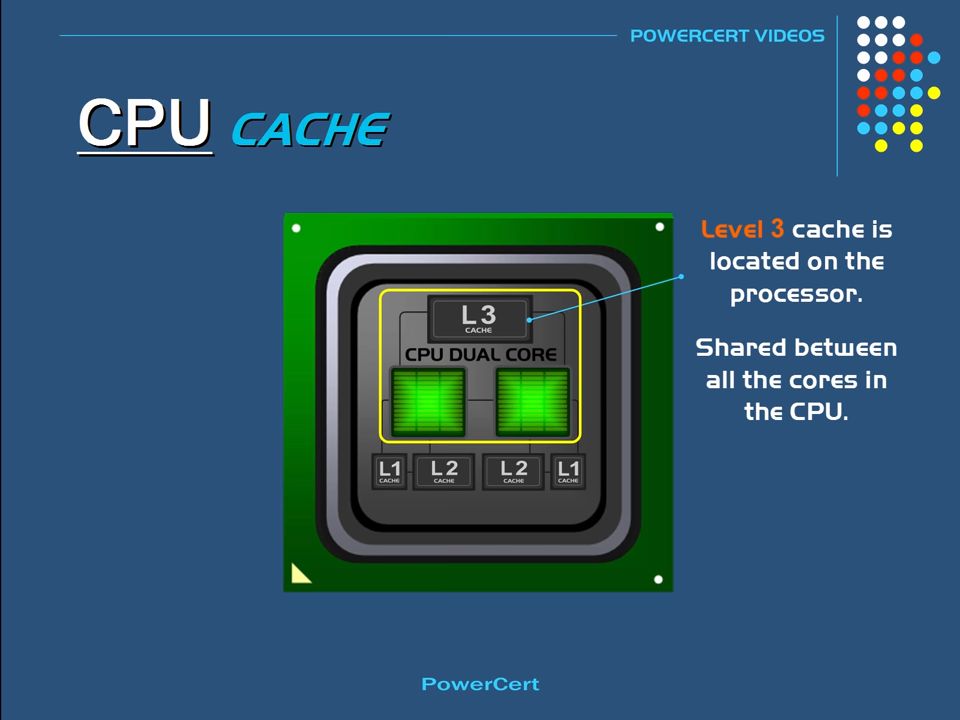 POWERCERT VIDEOS
CPU CACHE
Level 3 cache is
located on the
processor.
Shared between
all the cores in
the CPU.
L3
CACHE
CPU DUAL CORE
L1
CACHE
L2
CACHE
L2
CACHE
L1
CACHE
PowerCert